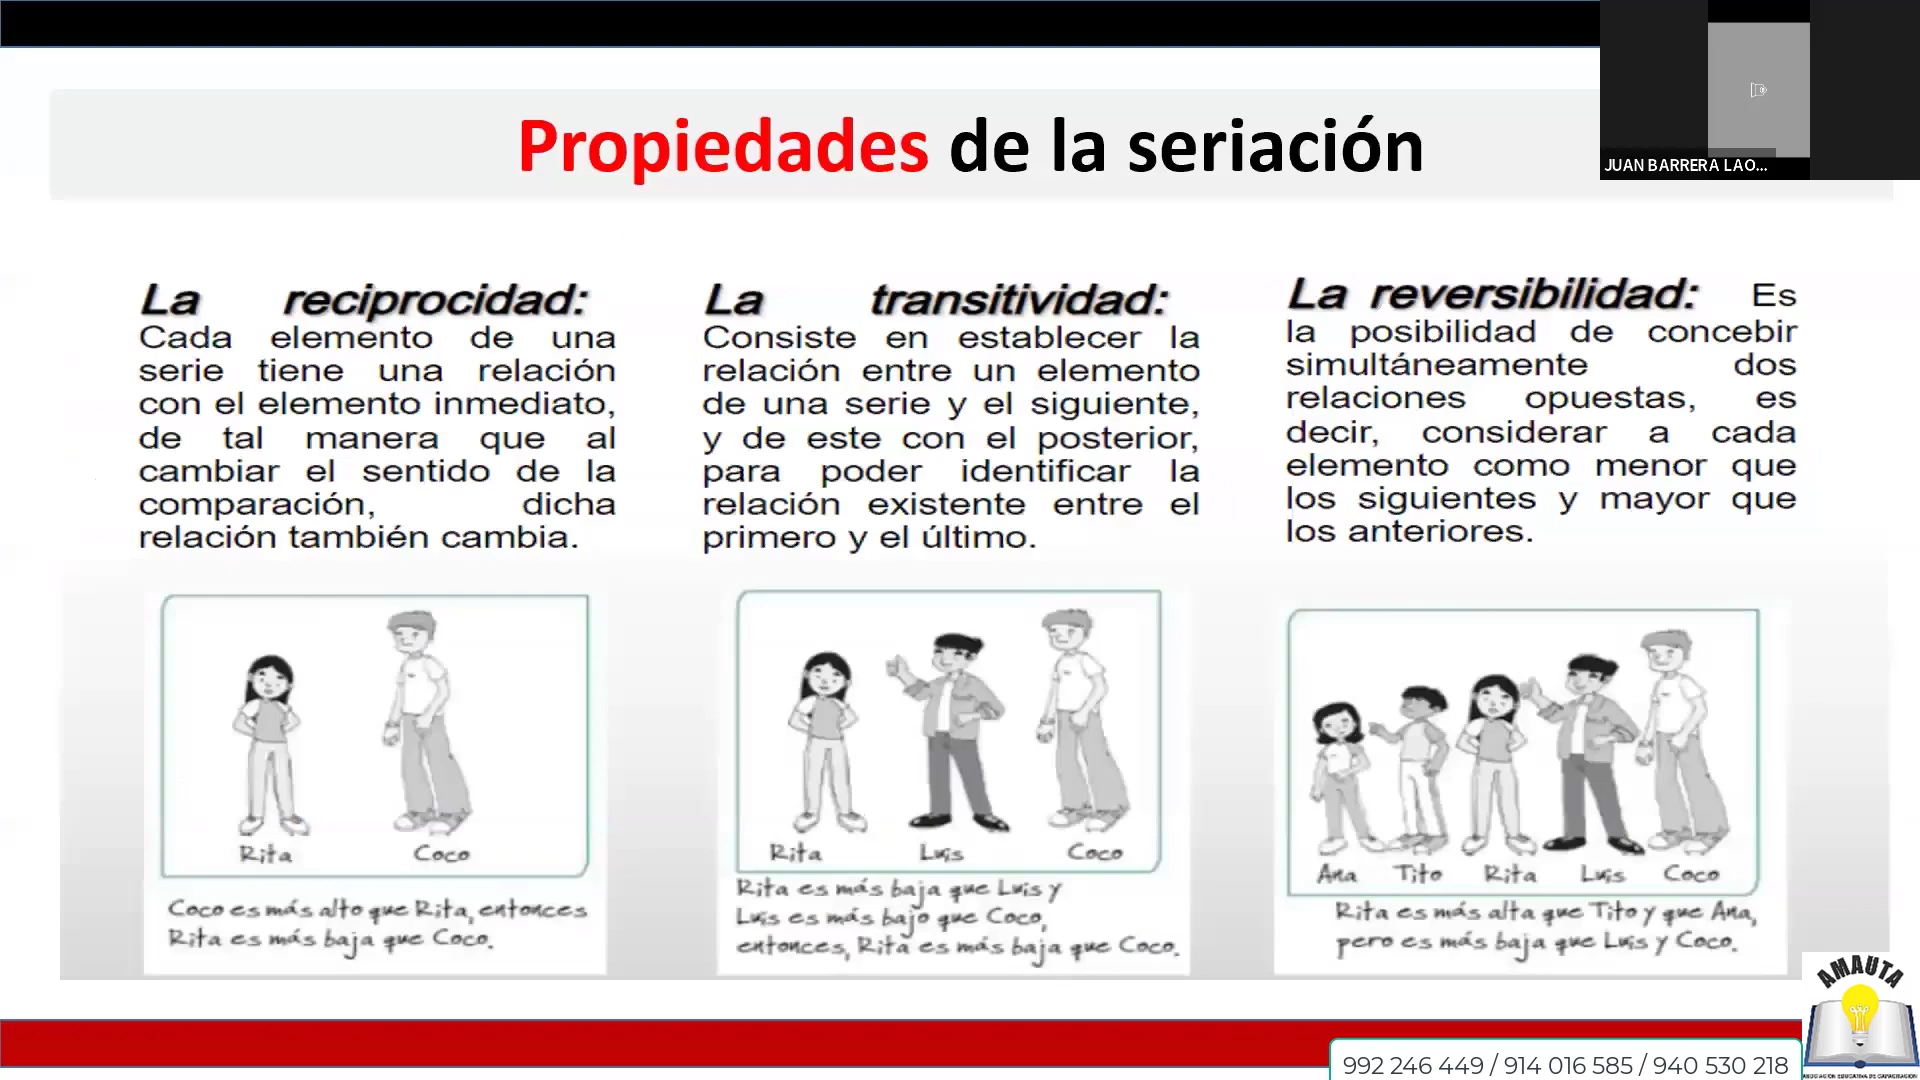 Propiedades de la seriación
JUAN BARRERA LAO...
La reciprocidad:
Cada elemento de una
serie tiene una relación
con el elemento inmediato,
de tal manera que al
cambiar el sentido de la
comparación, dicha
relación también cambia.
Rita Coco
Coco es más alto que Rita, entonces
Rita es más baja que Coco.
La transitividad:
Consiste en establecer la
relación entre un elemento
de una serie y el siguiente,
y de este con el posterior,
para poder identificar la
relación existente entre el
primero y el último.
Rita Luis Coco
Rita es más baja que Luis y
Luis es más bajo que Coco,
entonces, Rita es más baja que Coco.
La reversibilidad: Es
la posibilidad de concebir
simultáneamente dos
relaciones opuestas, es
decir, considerar a cada
elemento como menor que
los siguientes y mayor que
los anteriores.
Ana Tito Rita Luis Coco
Rita es más alta que Tito y que Ana,
pero es más baja que Luis y Coco.
AMAUTA
ASOCIACION EDUCATIVA DE CAPACITACION
992 246 449 / 914 016 585 / 940 530 218